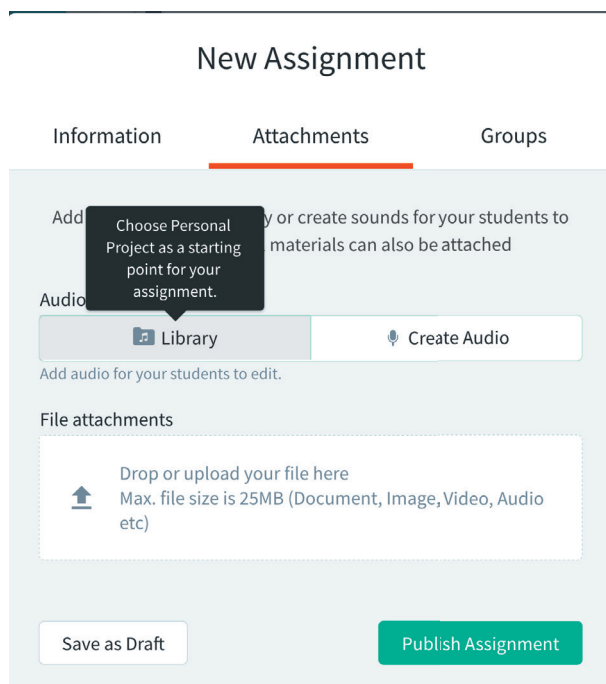 New Assignment
Information Attachments Groups
Add y or create sounds for your students to
materials can also be attached
Choose Personal
Project as a starting
point for your
assignment.
Audio
Library Create Audio
Add audio for your students to edit.
File attachments
Drop or upload your file here
Max. file size is 25MB (Document, Image, Video, Audio
etc)
Save as Draft Publish Assignment